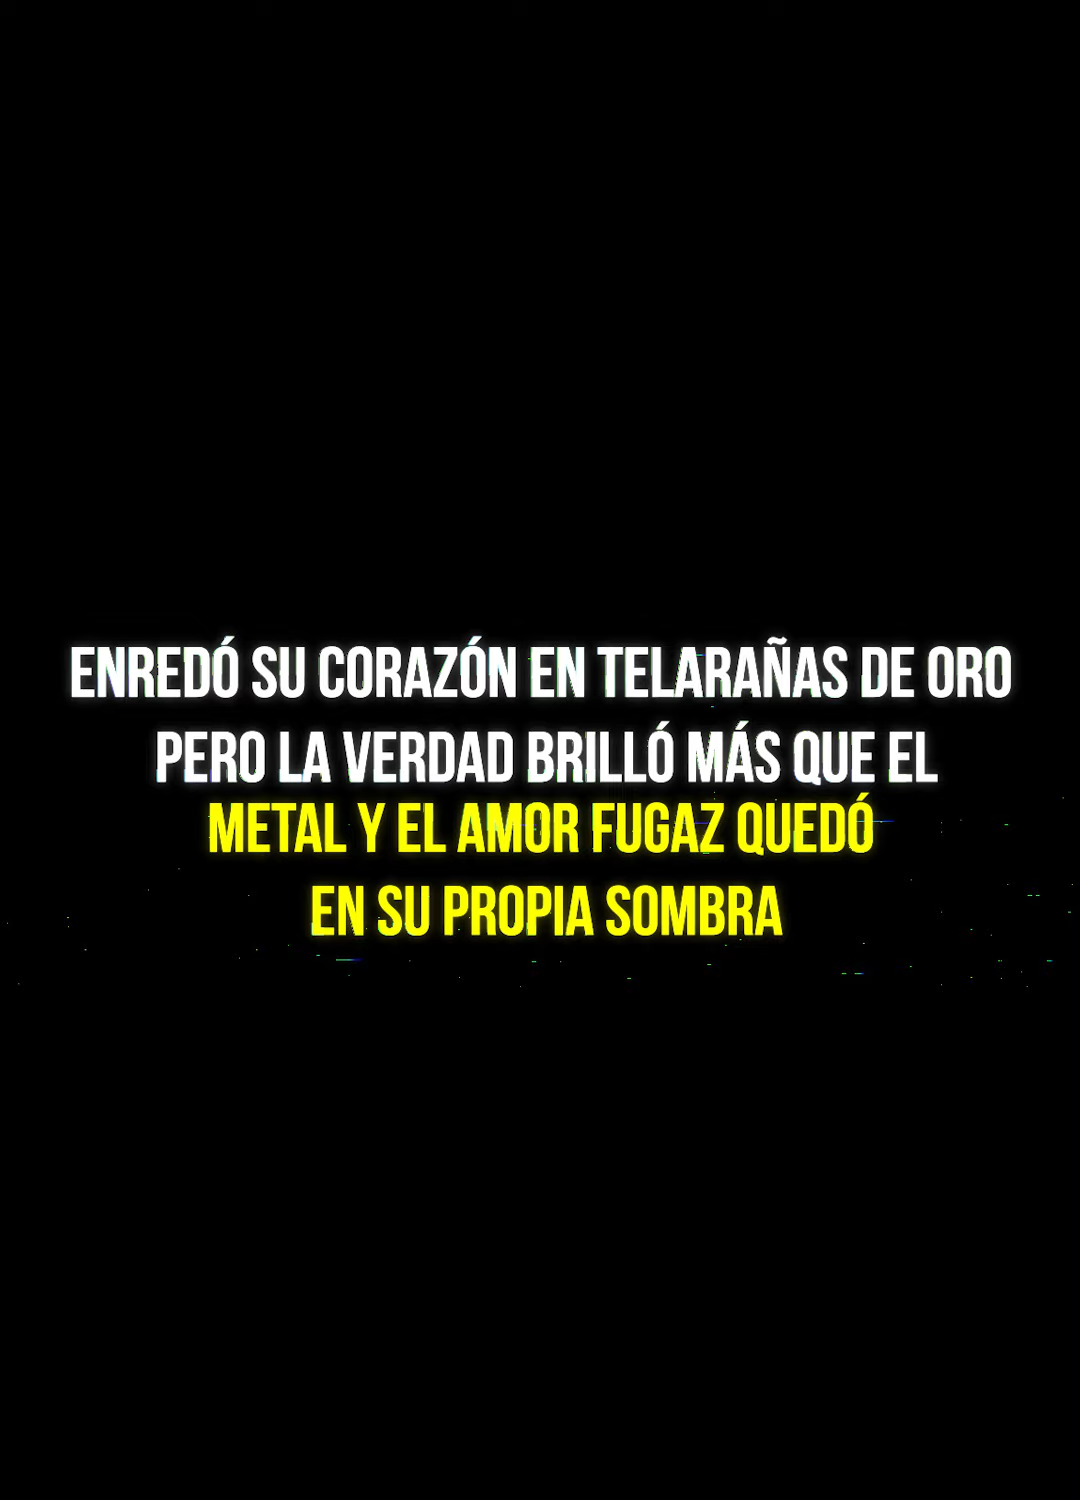 ENREDÓ SU CORAZÓN EN TELARAÑAS DE ORO
PERO LA VERDAD BRILLÓ MÁS QUE EL
METAL Y EL AMOR FUGAZ QUEDÓ
EN SU PROPIA SOMBRA